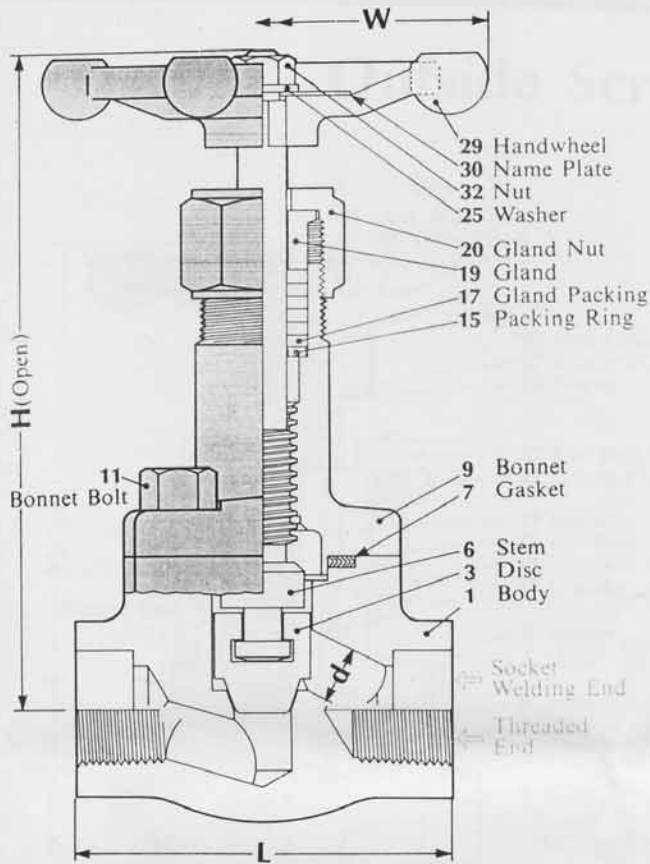 W
Outside Scr
29 Handwheel
30 Name Plate
32 Nut
25 Washer
20 Gland Nut
19 Gland
17 Gland Packing
15 Packing Ring
H(Open)
11
Bonnet Bolt
9 Bonnet
7 Gasket
6 Stem
3 Disc
1 Body
d
Socket
Welding End
Threaded
End
L